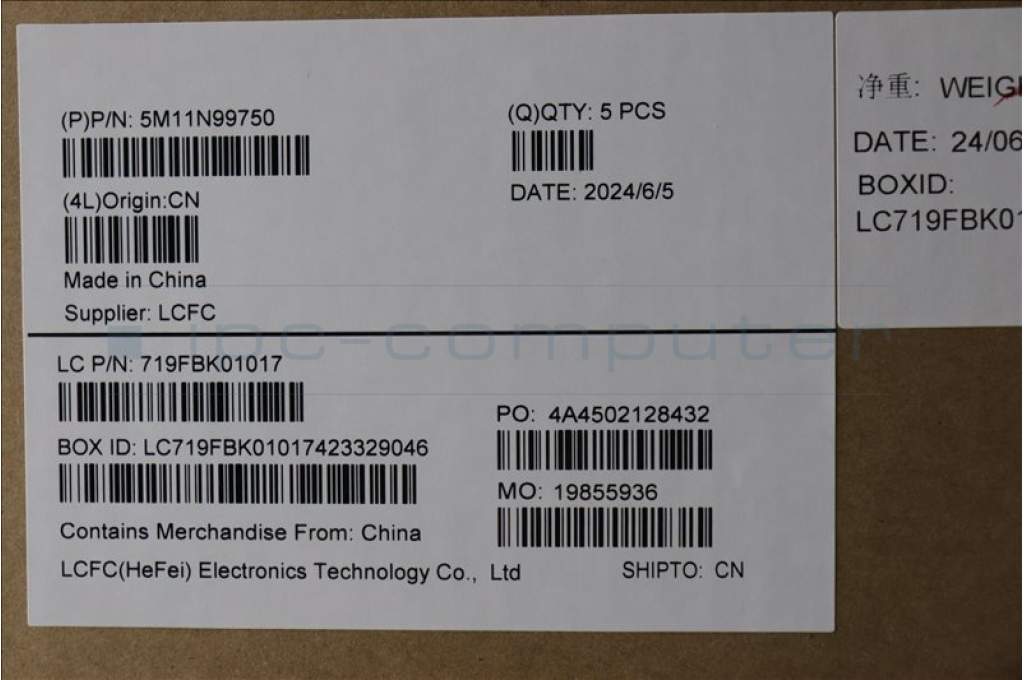 (P)P/N: 5M11N99750
(Q)QTY: 5 PCS
DATE: 2024/6/5
(4L)Origin:CN
Made in China
Supplier: LCFC
LC P/N: 719FBK01017
PO: 4A4502128432
BOX ID: LC719FBK01017423329046
MO: 19855936
Contains Merchandise From: China
LCFC(HeFei) Electronics Technology Co., Ltd
SHIPTO: CN
净重: WEIG
DATE: 24/06
BOXID:
LC719FBK01
ipc-computer